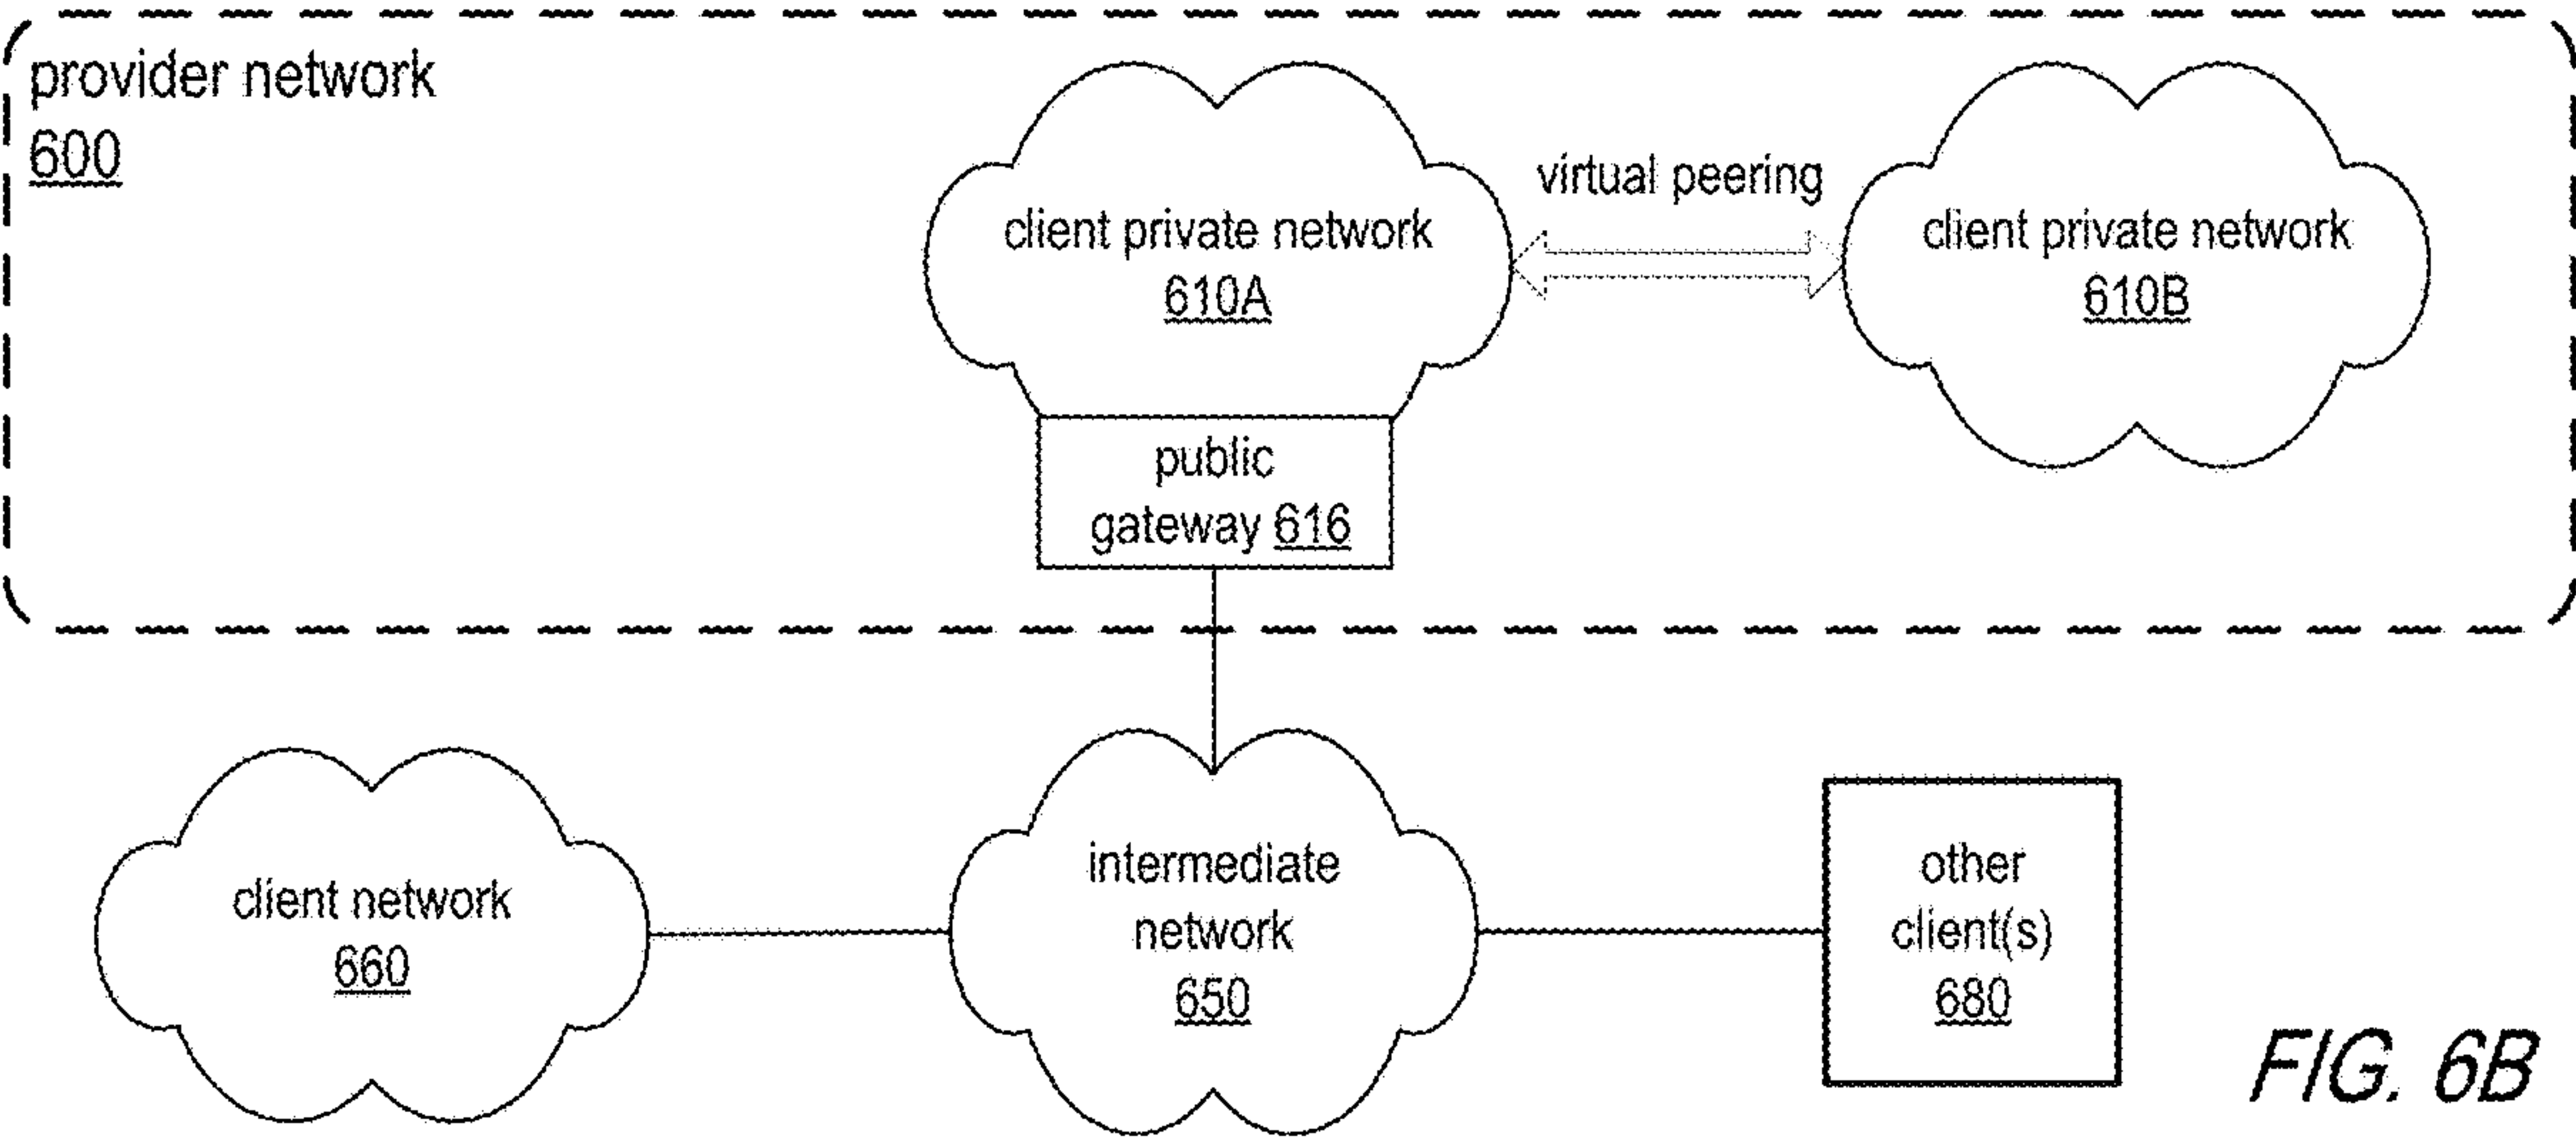 provider network
600
virtual peering
client private network
610A
client private network
610B
public
gateway 616
client network
660
intermediate
network
650
other
client(s)
680
FIG. 6B